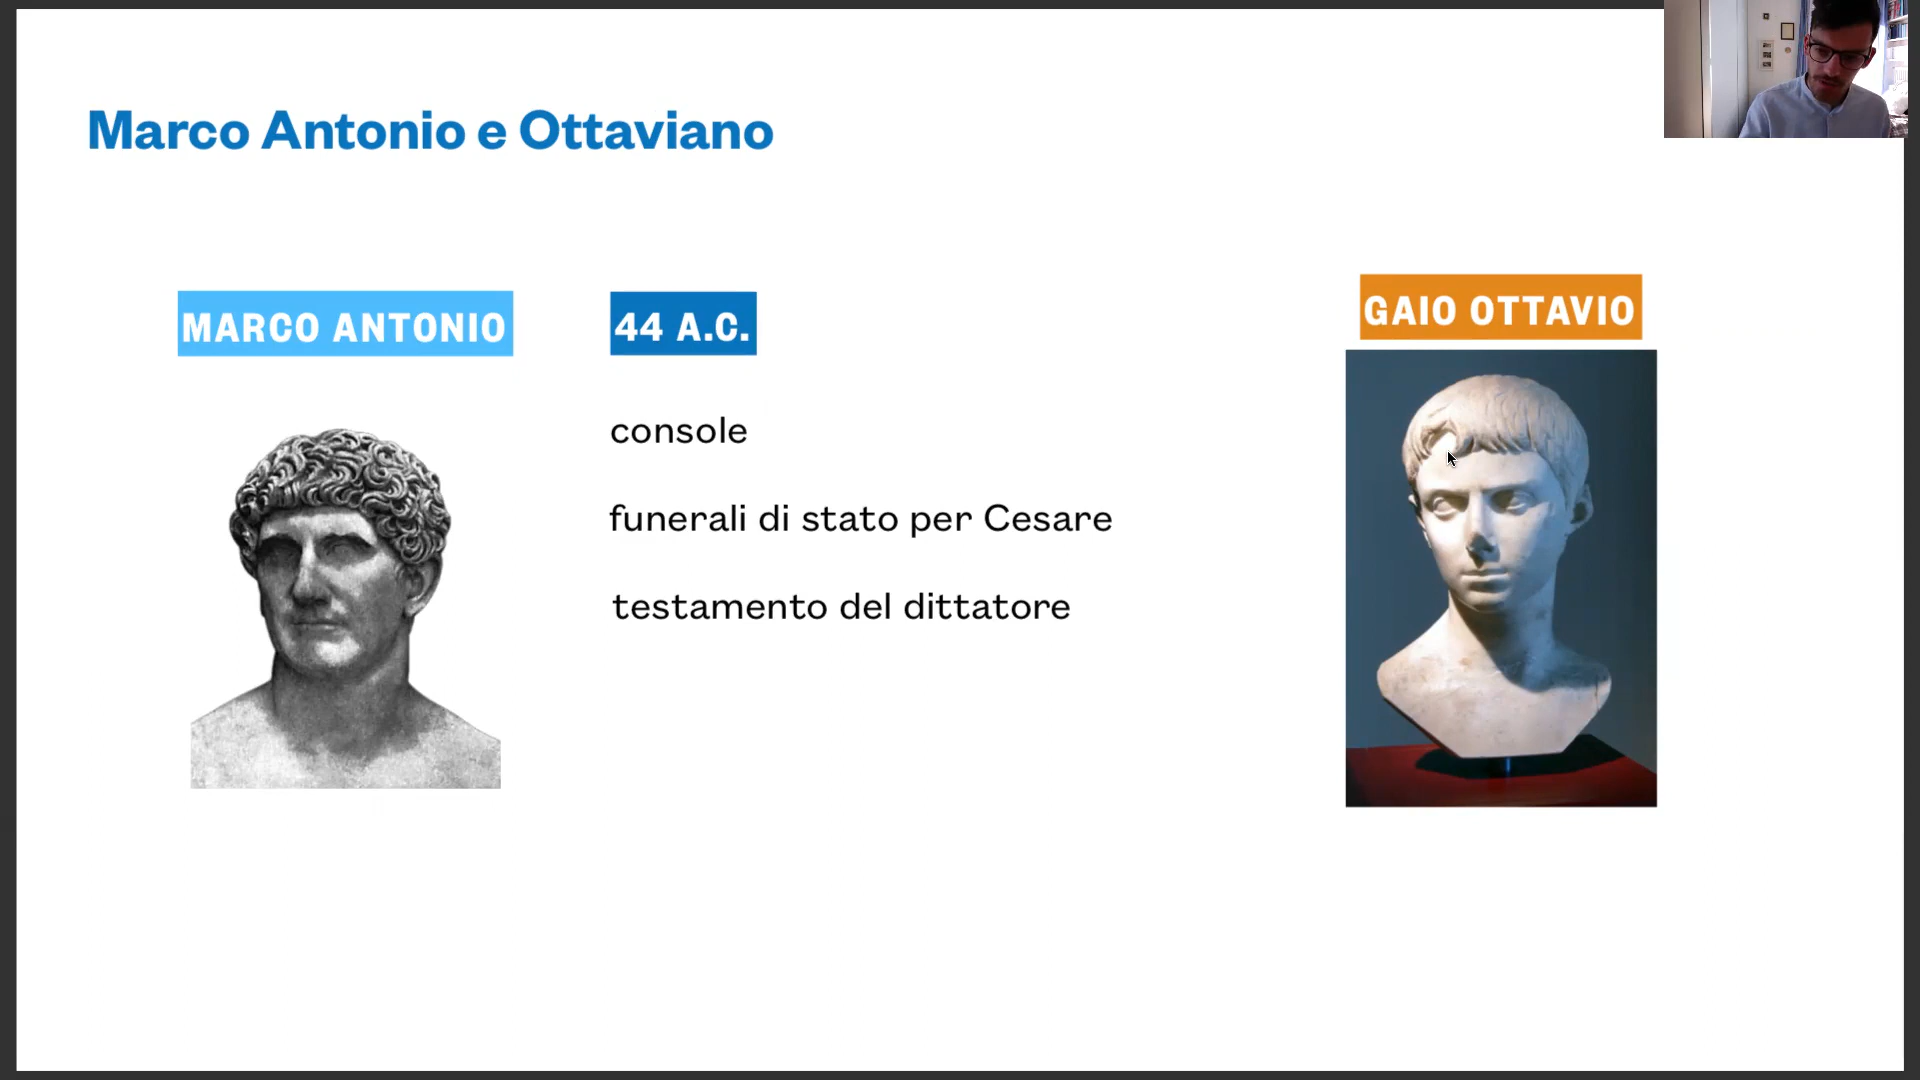 Marco Antonio e Ottaviano
MARCO ANTONIO
44 A.C.
console
funerali di stato per Cesare
testamento del dittatore
GAIO OTTAVIO